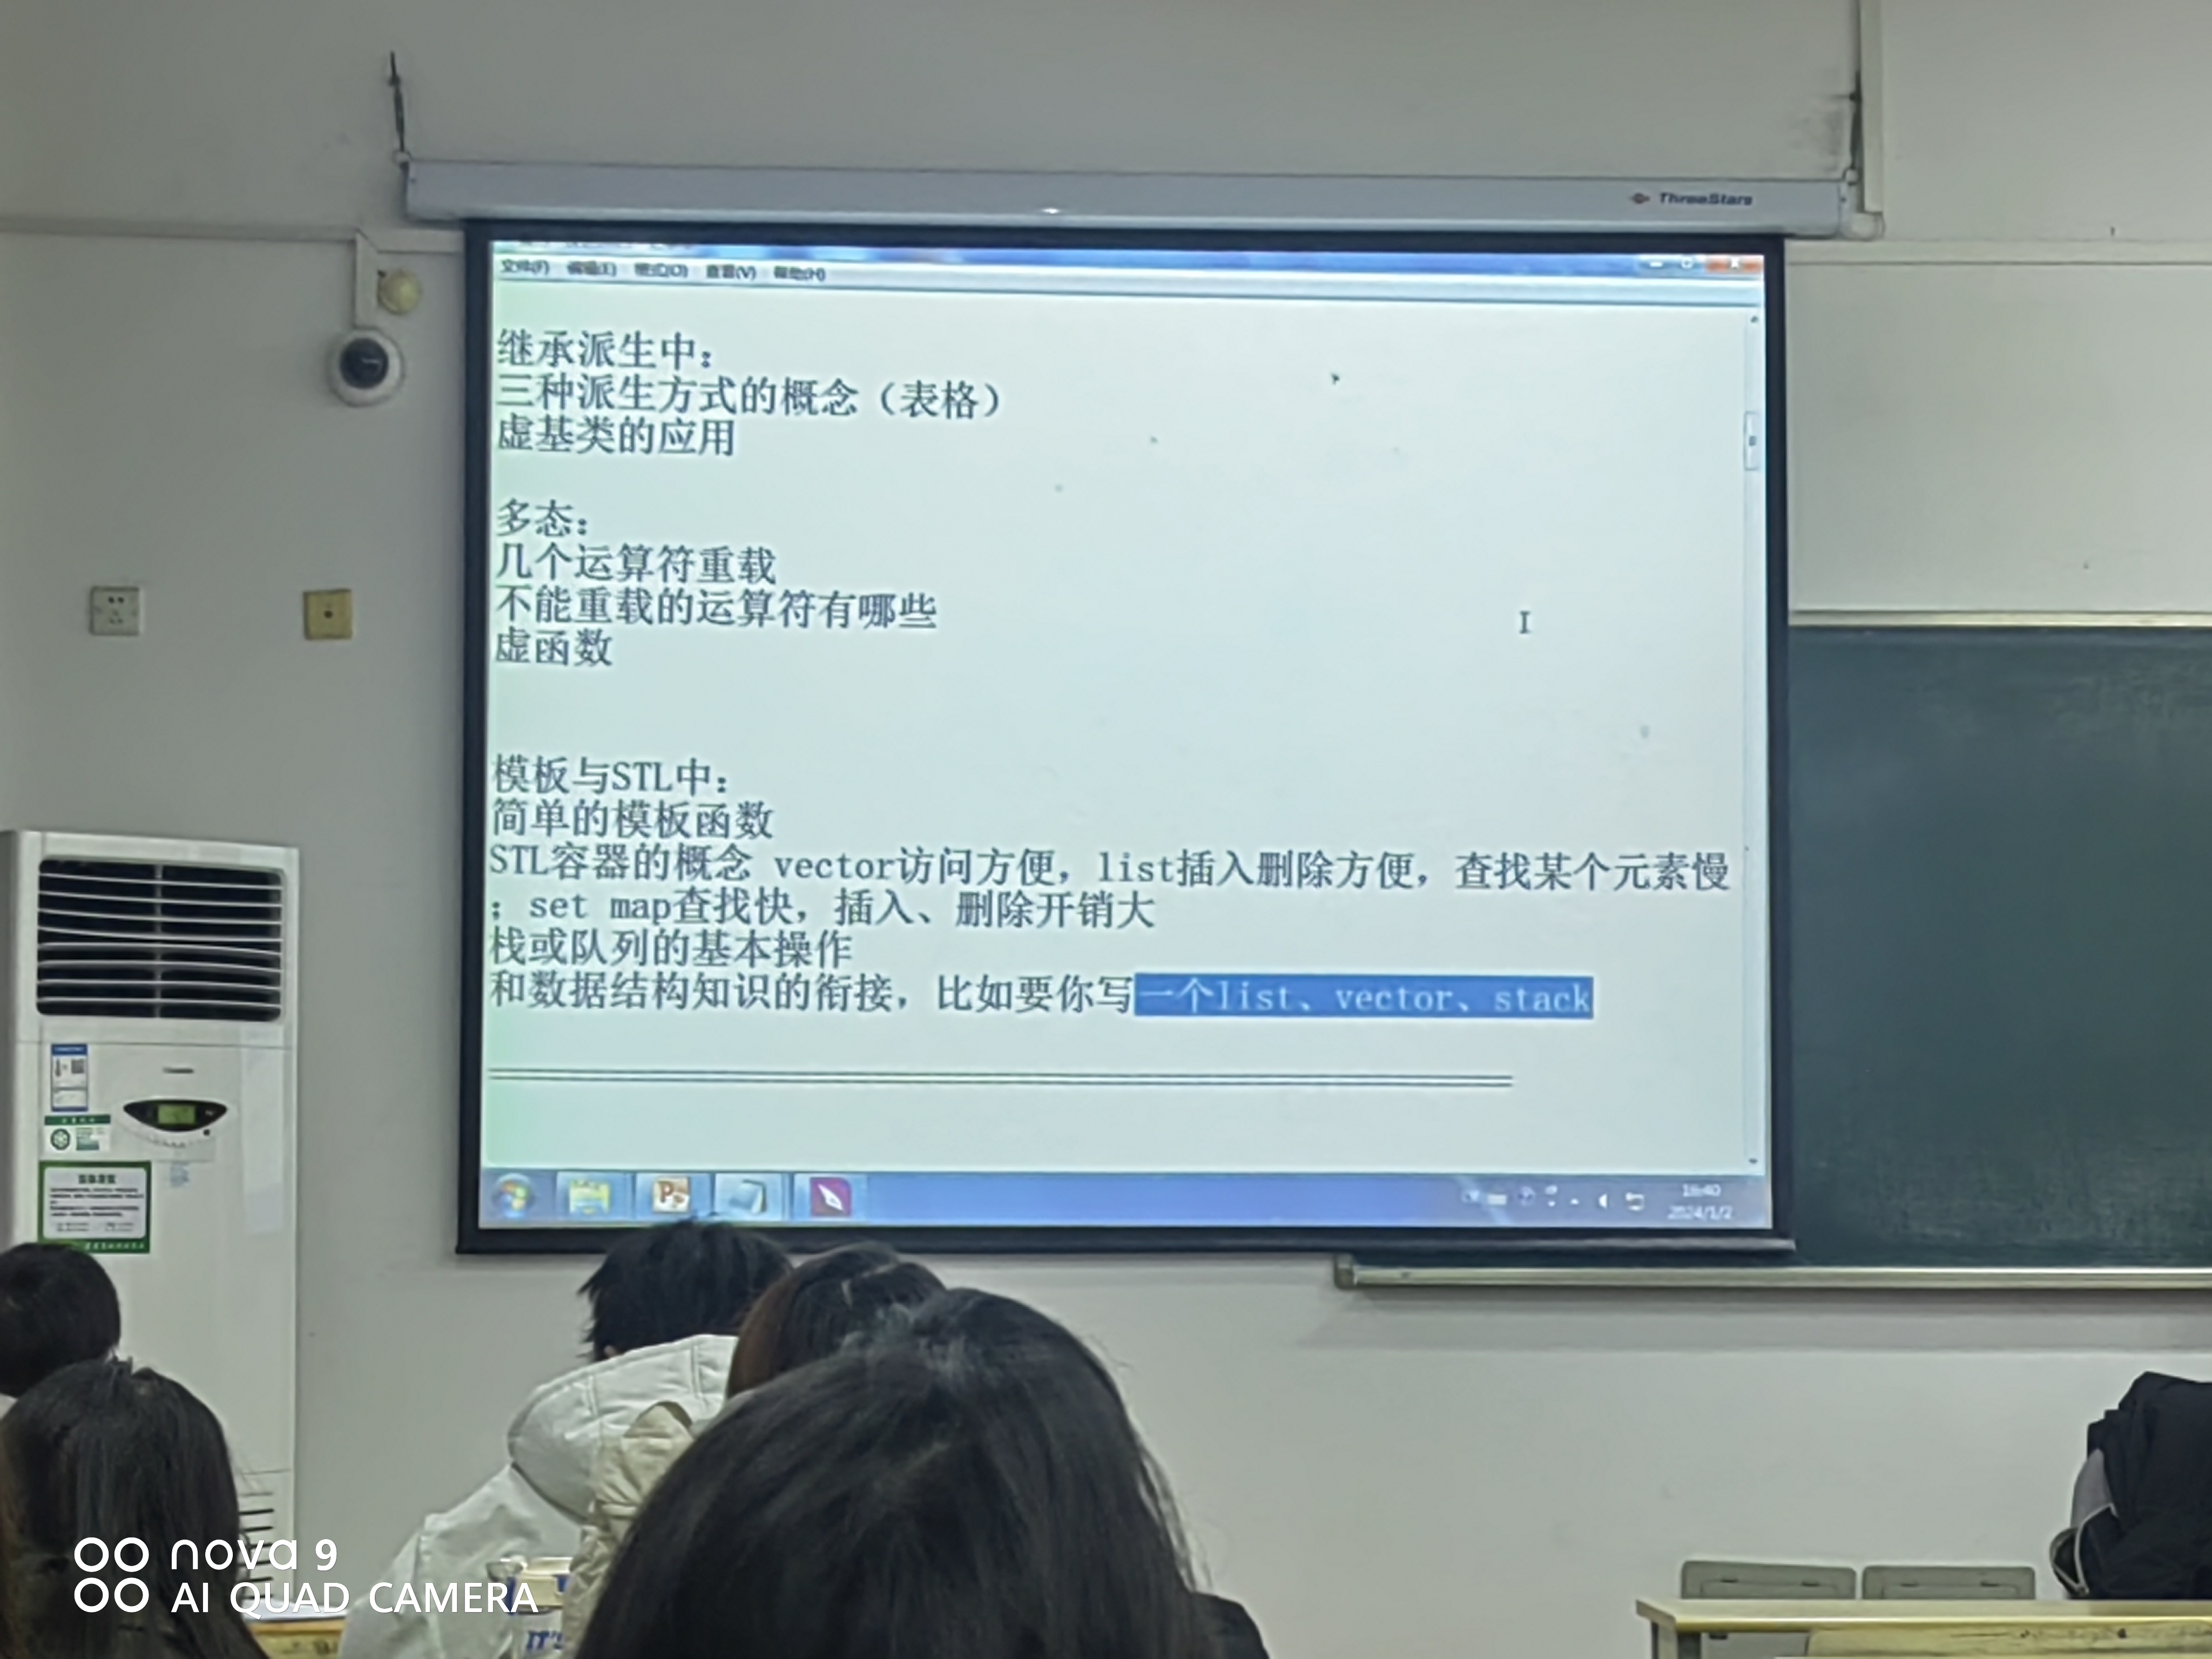 ThreeStars
文件(F) 编辑(E) 格式(O) 查看(V) 帮助(H)
继承派生中：
三种派生方式的概念（表格）
虚基类的应用
多态：
几个运算符重载
不能重载的运算符有哪些
虚函数
模板与STL中：
简单的模板函数
STL容器的概念 vector访问方便，list插入删除方便，查找某个元素慢
；set map查找快，插入、删除开销大
栈或队列的基本操作
和数据结构知识的衔接，比如要你写一个list、vector、stack
16:40
2024/1/2
nova 9
AI QUAD CAMERA